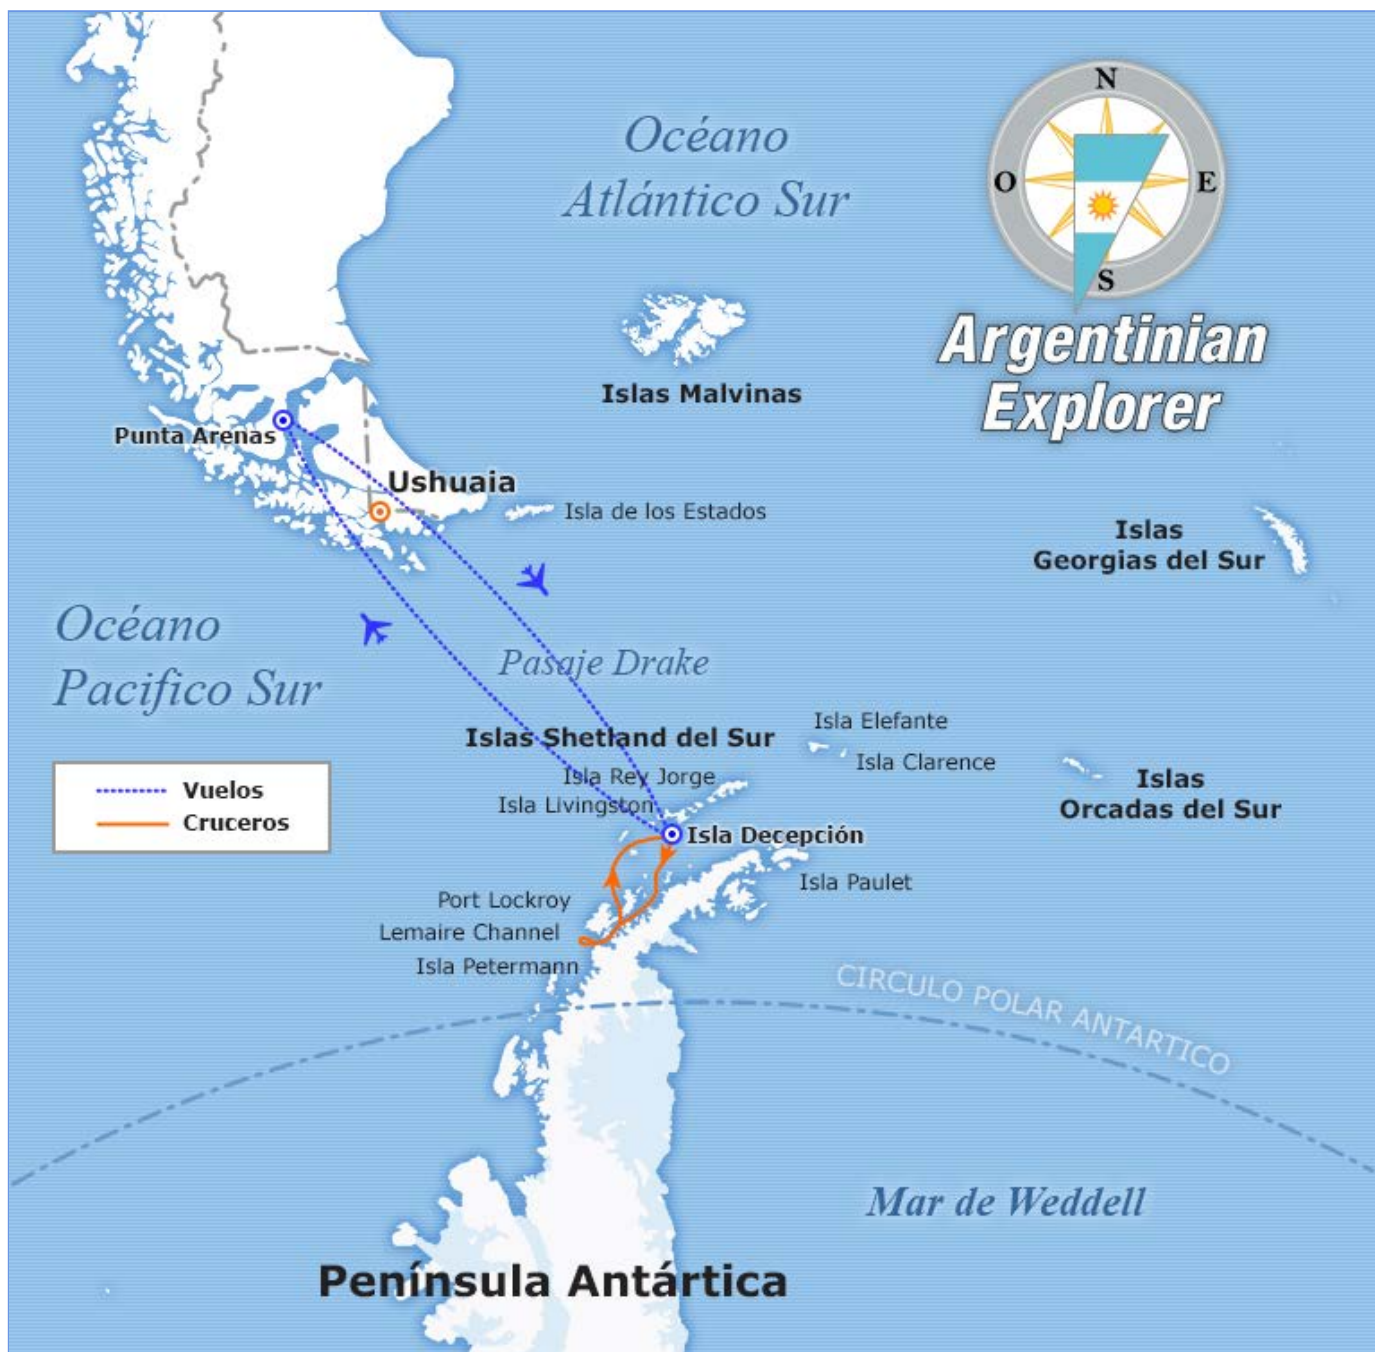 Océano
Atlántico Sur
N
O
E
S
Argentinian
Explorer
Islas Malvinas
Punta Arenas
Ushuaia
Isla de los Estados
Islas
Georgias del Sur
Océano
Pacifico Sur
Pasaje Drake
Isla Elefante
Islas Shetland del Sur
Isla Clarence
Isla Rey Jorge
Islas
Orcadas del Sur
Vuelos
Cruceros
Isla Livingston
Isla Decepción
Isla Paulet
Port Lockroy
Lemaire Channel
Isla Petermann
CIRCULO POLAR ANTARTICO
Mar de Weddell
Península Antártica